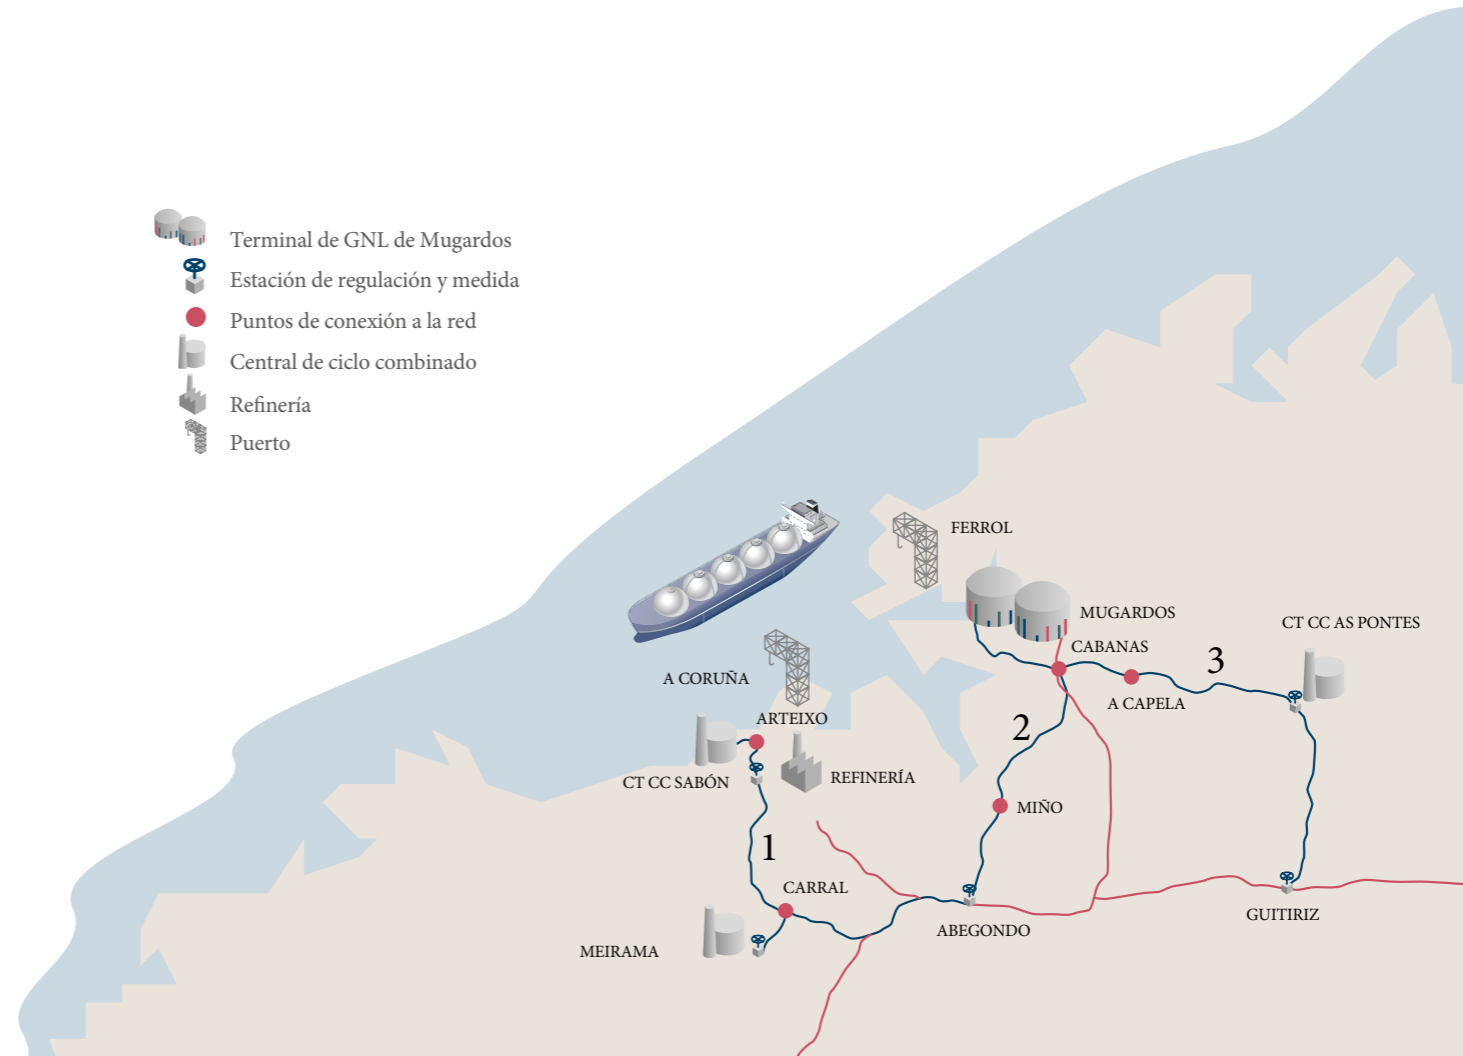 Terminal de GNL de Mugardos
Estación de regulación y medida
Puntos de conexión a la red
Central de ciclo combinado
Refinería
Puerto
FERROL
MUGARDOS
CT CC AS PONTES
CABANAS
3
A CORUÑA
A CAPELA
ARTEIXO
2
CT CC SABÓN
REFINERÍA
MIÑO
1
CARRAL
GUITIRIZ
ABEGONDO
MEIRAMA